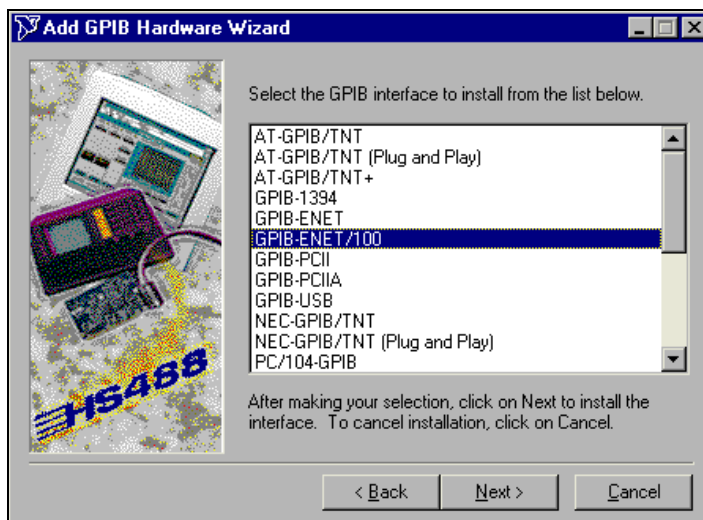 Add GPIB Hardware Wizard
Select the GPIB interface to install from the list below.
AT-GPIB/TNT
AT-GPIB/TNT (Plug and Play)
AT-GPIB/TNT+
GPIB-1394
GPIB-ENET
GPIB-ENET/100
GPIB-PCII
GPIB-PCIIA
GPIB-USB
NEC-GPIB/TNT
NEC-GPIB/TNT (Plug and Play)
PC/104-GPIB
HS488
After making your selection, click on Next to install the
interface. To cancel installation, click on Cancel.
< Back
Next >
Cancel